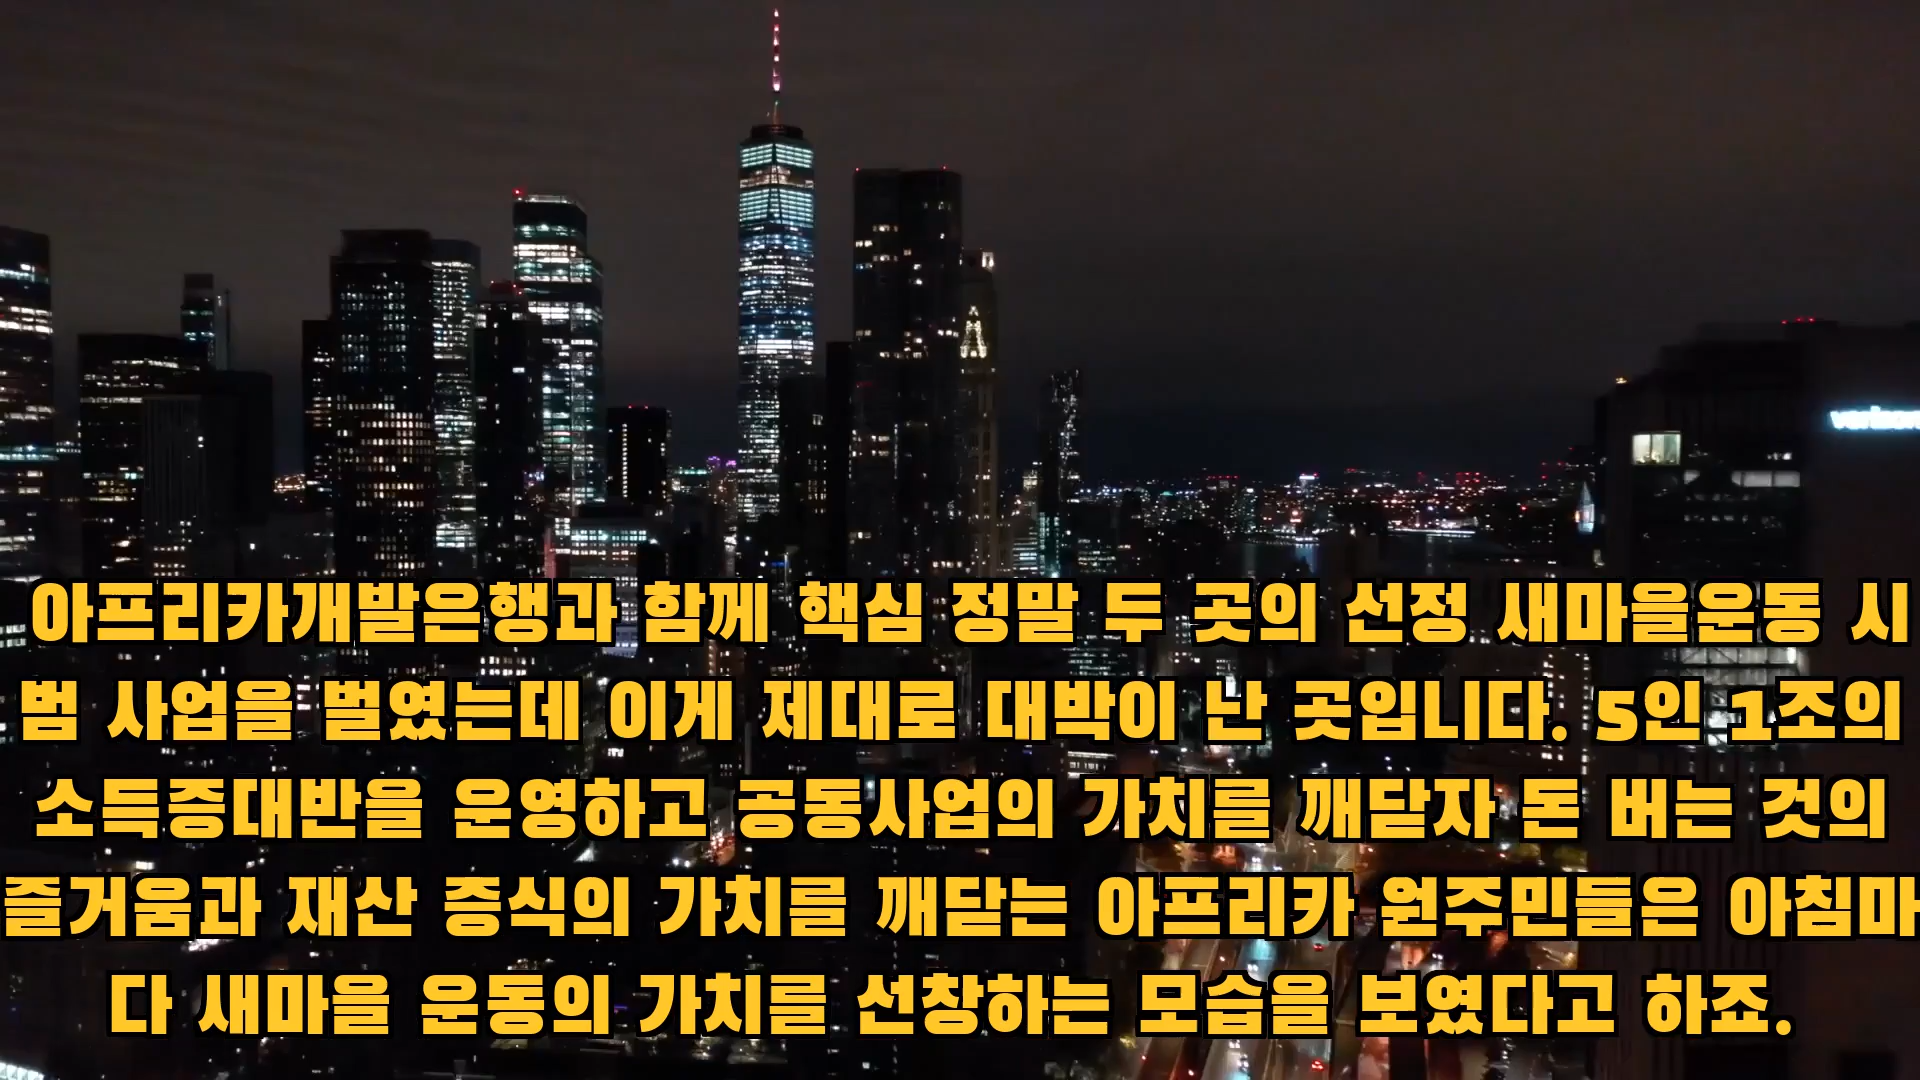 verizon
아프리카개발은행과 함께 핵심 정말 두 곳의 선정 새마을운동 시
범 사업을 벌였는데 이게 제대로 대박이 난 곳입니다. 5인 1조의
소득증대반을 운영하고 공동사업의 가치를 깨닫자 돈 버는 것의
즐거움과 재산 증식의 가치를 깨닫는 아프리카 원주민들은 아침마
다 새마을 운동의 가치를 선창하는 모습을 보였다고 하죠.